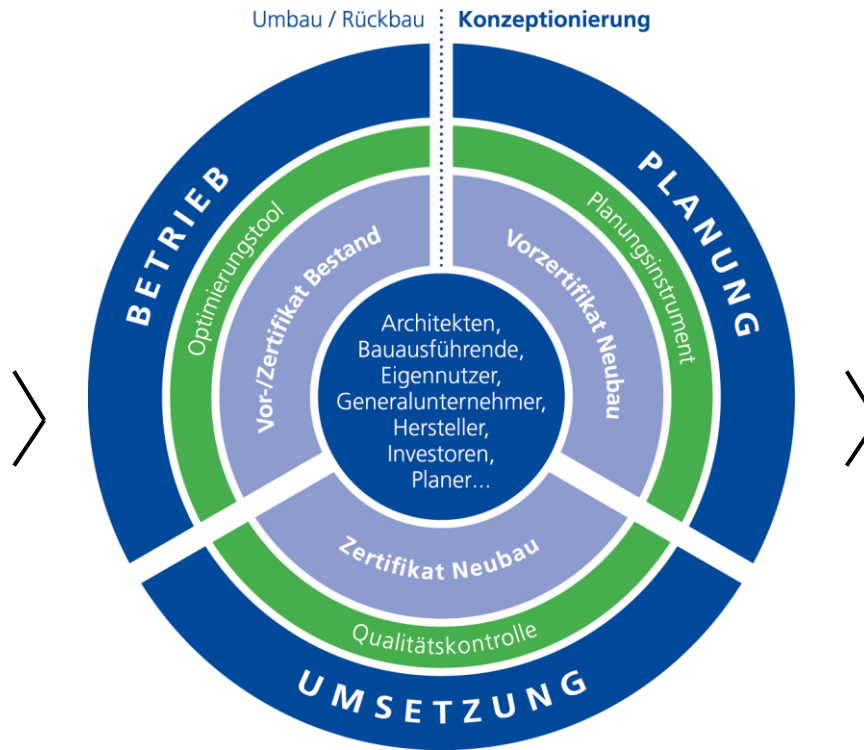 Umbau / Rückbau
Konzeptionierung
BETRIEB
PLANUNG
Optimierungstool
Planungsinstrument
Vor-/Zertifikat Bestand
Vorzertifikat Neubau
Architekten,
Bauausführende,
Eigennutzer,
Generalunternehmer,
Hersteller,
Investoren,
Planer...
Zertifikat Neubau
Qualitätskontrolle
UMSETZUNG